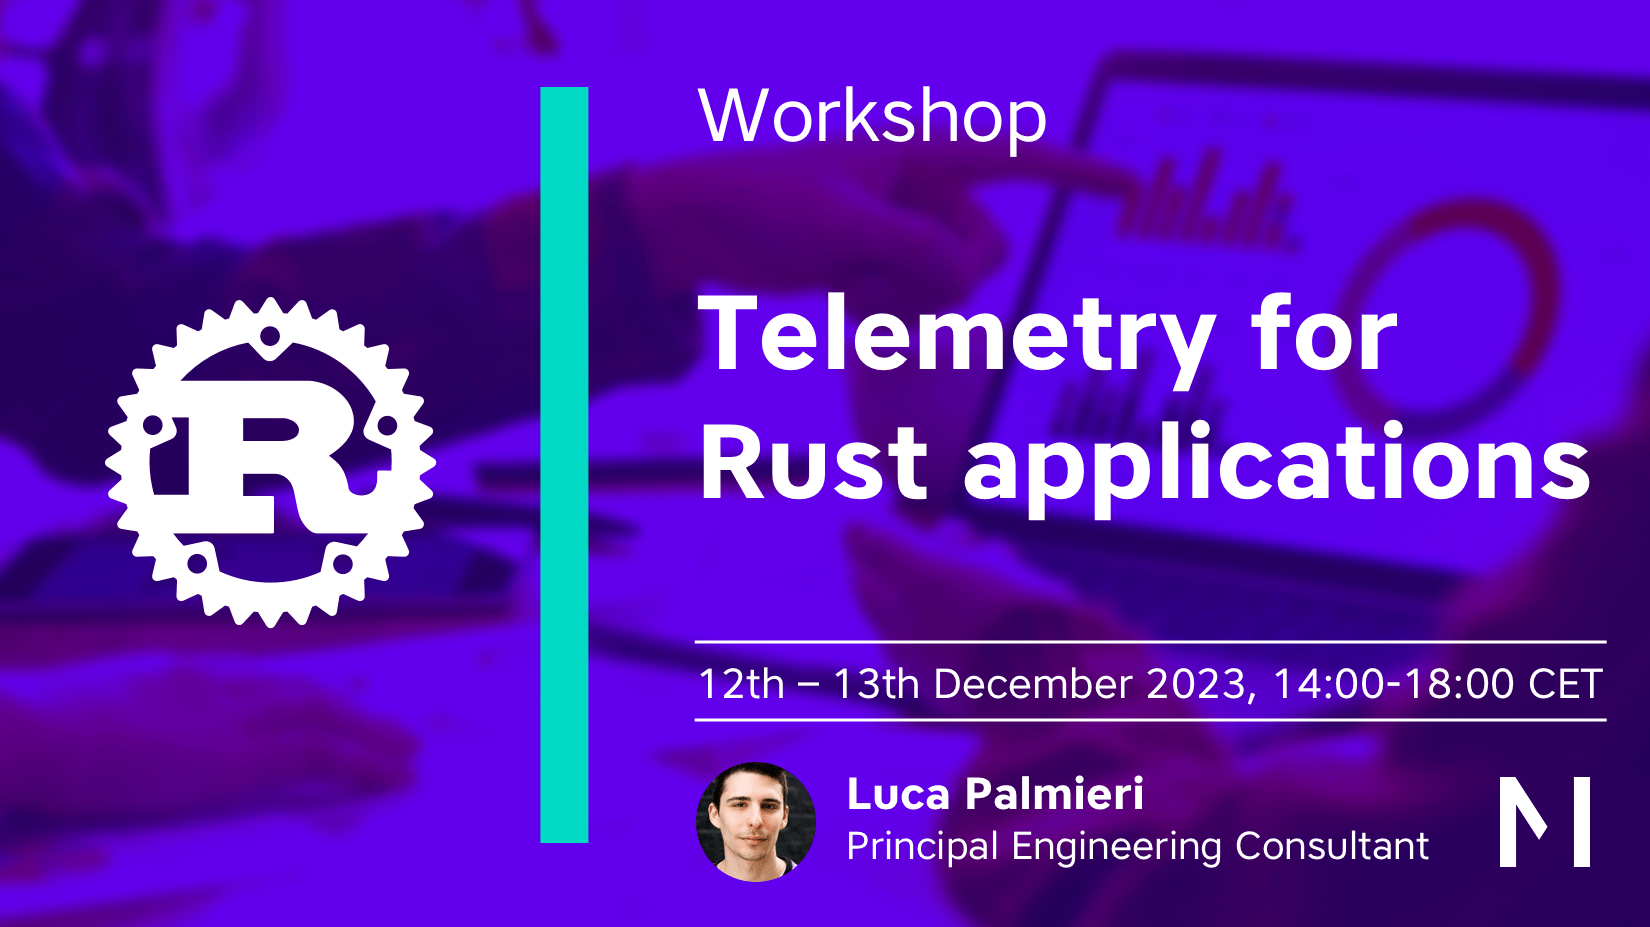 Workshop
Telemetry for
Rust applications
12th – 13th December 2023, 14:00-18:00 CET
Luca Palmieri
Principal Engineering Consultant
R
M